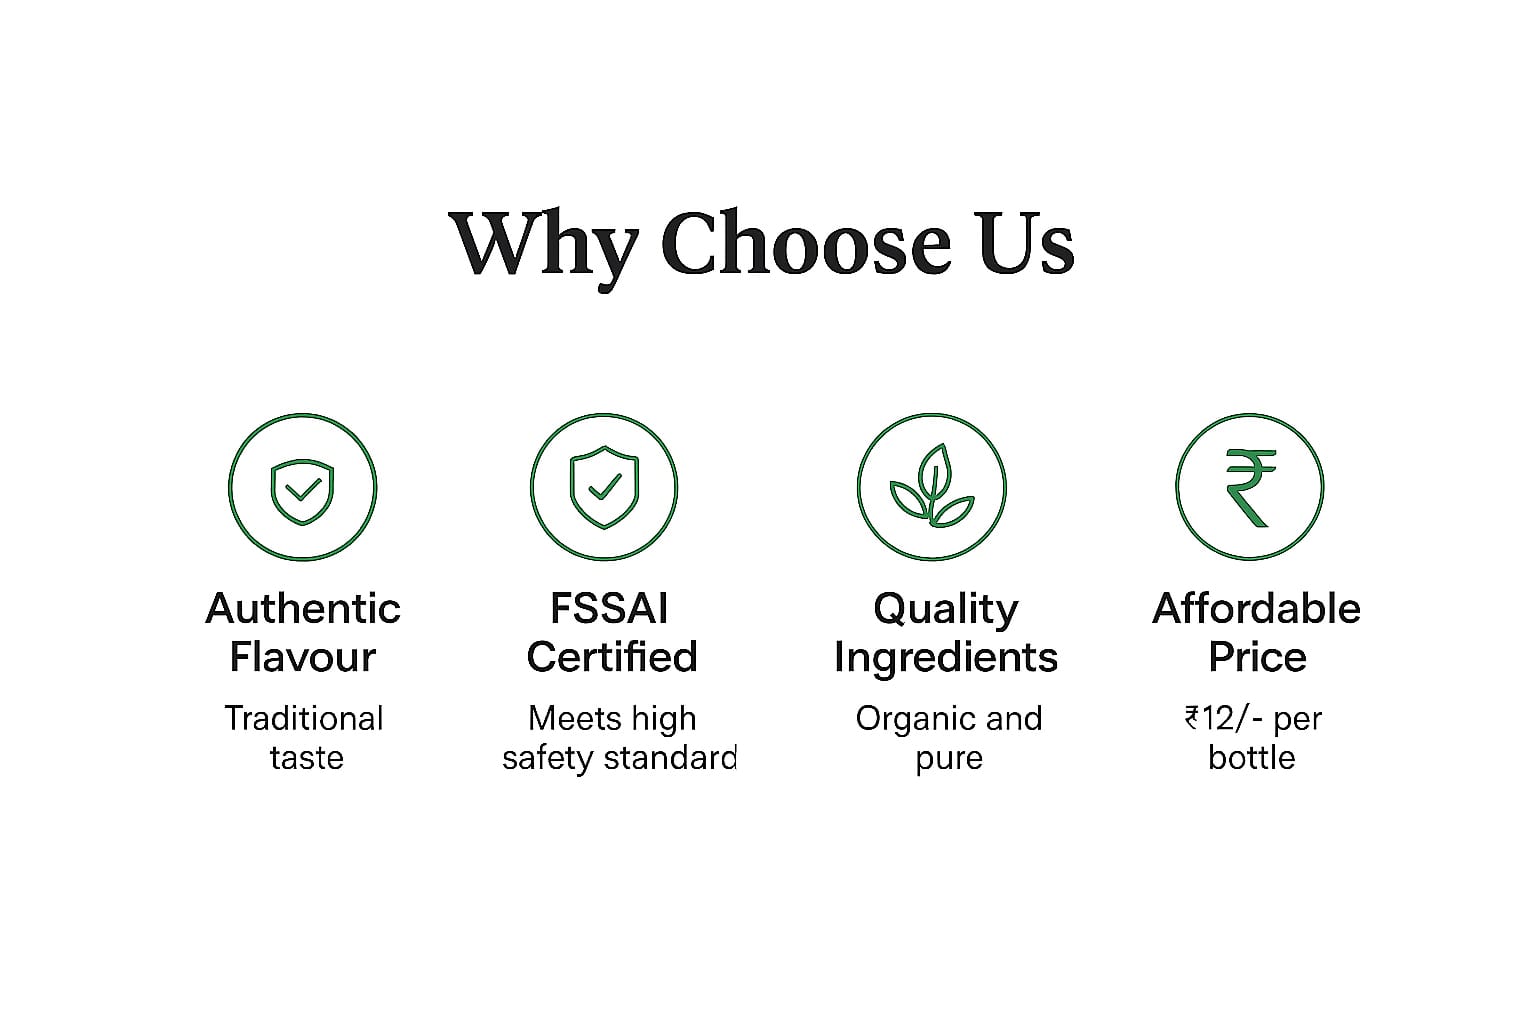 Why Choose Us
Authentic
Flavour
Traditional
taste
FSSAI
Certified
Meets high
safety standard
Quality
Ingredients
Organic and
pure
Affordable
Price
₹12/- per
bottle